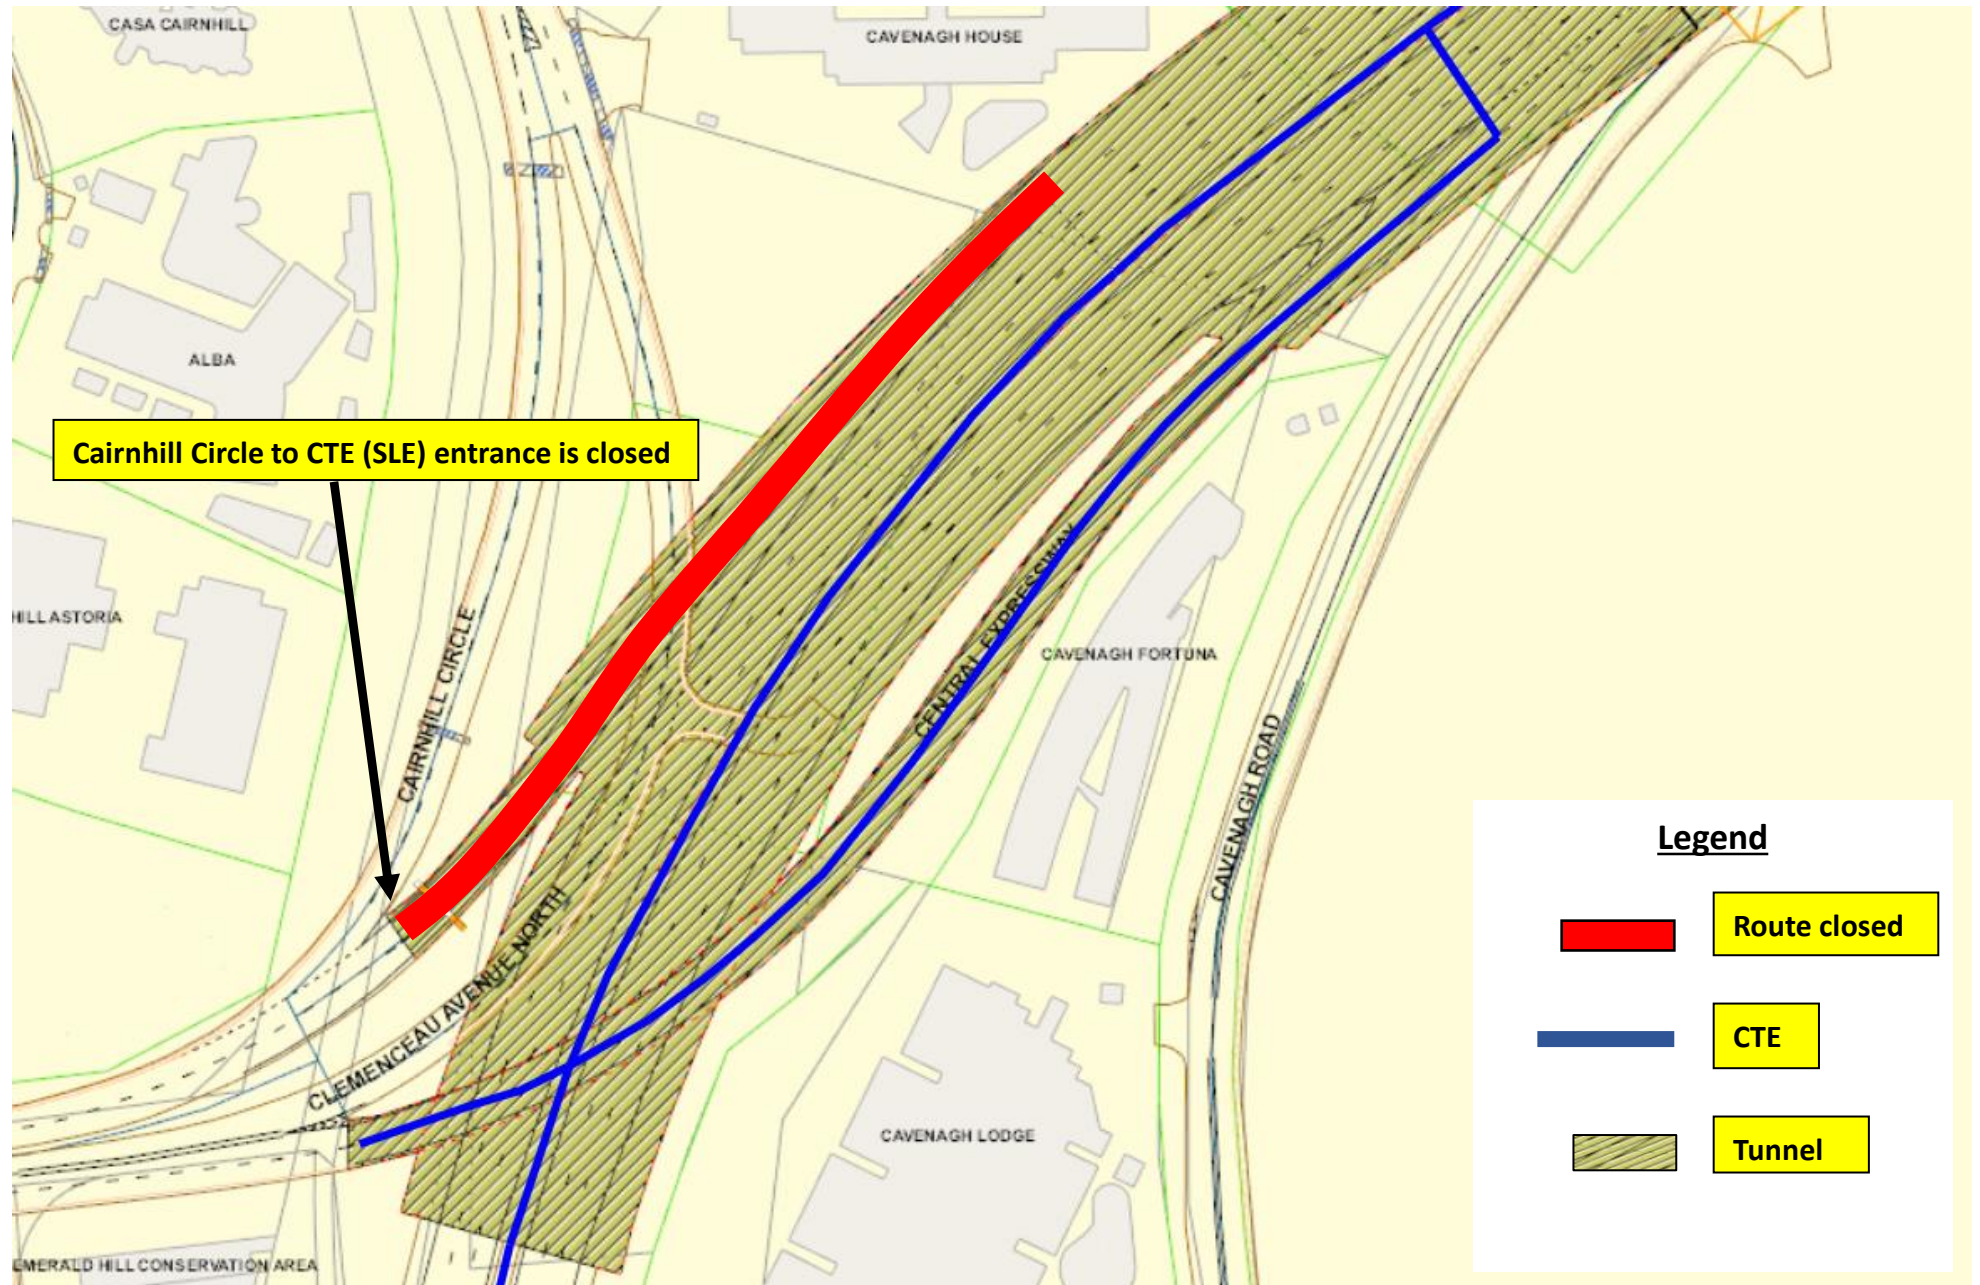 CASA CAIRNHILL
CAVENAGH HOUSE
ALBA
Cairnhill Circle to CTE (SLE) entrance is closed
HILL ASTORIA
CAIRNHILL CIRCLE
CENTRAL EXPRESSWAY
CAVENAGH FORTUNA
CAVENAGH ROAD
CLEMENCEAU AVENUE NORTH
CAVENAGH LODGE
EMERALD HILL CONSERVATION AREA
Legend
Route closed
CTE
Tunnel